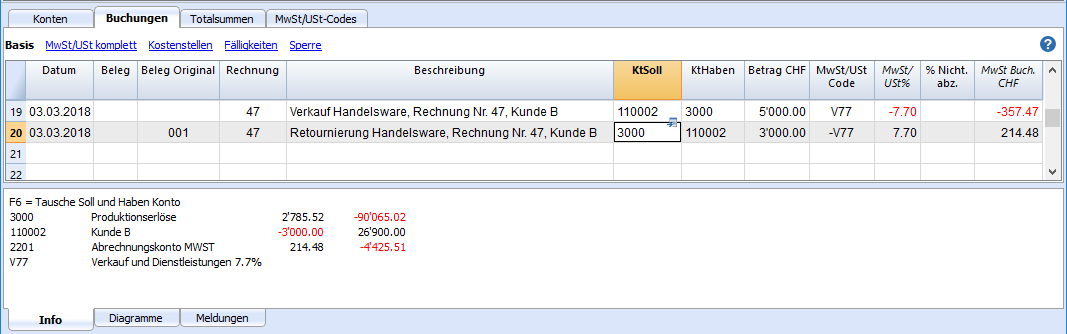 Konten Buchungen Totalsummen MwSt/USt-Codes
Basis MwSt/USt komplett Kostenstellen Fälligkeiten Sperre ?
Datum Beleg Beleg Original Rechnung Beschreibung KtSoll KtHaben Betrag CHF MwSt/USt Code MwSt/ USt% % Nicht. abz. MwSt Buch. CHF
19 03.03.2018 47 Verkauf Handelsware, Rechnung Nr. 47, Kunde B 110002 3000 5'000.00 V77 -7.70 -357.47
20 03.03.2018 001 47 Retournierung Handelsware, Rechnung Nr. 47, Kunde B 3000 110002 3'000.00 -V77 7.70 214.48
21
22
F6 = Tausche Soll und Haben Konto
3000 Produktionserlöse 2'785.52 -90'065.02
110002 Kunde B -3'000.00 26'900.00
2201 Abrechnungskonto MWST 214.48 -4'425.51
V77 Verkauf und Dienstleistungen 7.7%
Info Diagramme Meldungen